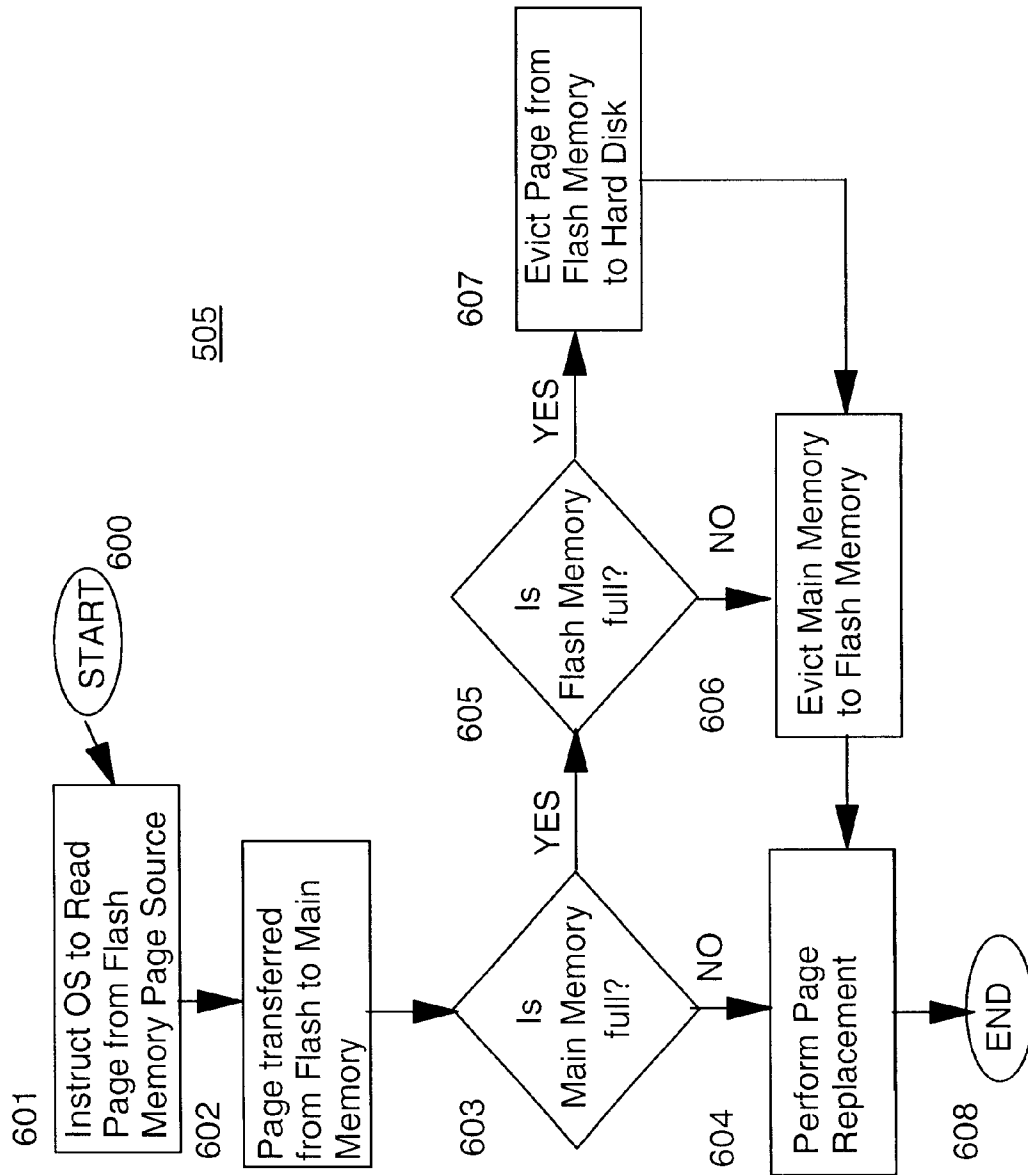 505
START
600
601
Instruct OS to Read
Page from Flash
Memory Page Source
602
Page transferred
from Flash to Main
Memory
603
Is
Main Memory
full?
YES
NO
604
Perform Page
Replacement
605
Is
Flash Memory
full?
YES
NO
606
Evict Main Memory
to Flash Memory
607
Evict Page from
Flash Memory
to Hard Disk
608
END